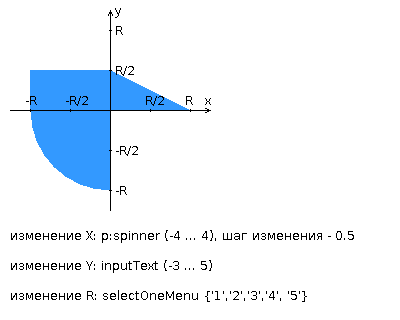 y
R
R/2
-R
-R/2
R/2
R
x
-R/2
-R
изменение X: p:spinner (-4 ... 4), шаг изменения - 0.5
изменение Y: inputText (-3 ... 5)
изменение R: selectOneMenu {'1','2','3','4', '5'}